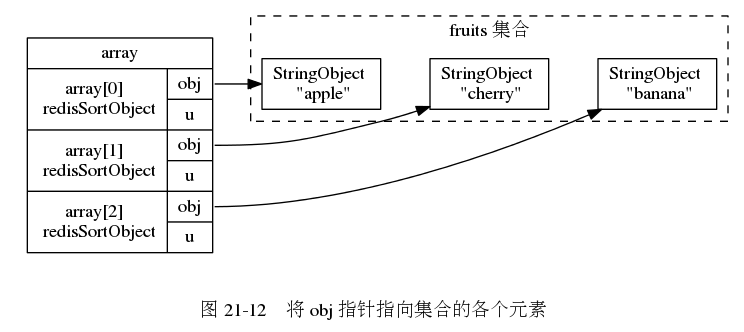 fruits 集合
array
array[0]
redisSortObject
obj
u
array[1]
redisSortObject
obj
u
array[2]
redisSortObject
obj
u
StringObject
"apple"
StringObject
"cherry"
StringObject
"banana"
图 21-12 将 obj 指针指向集合的各个元素